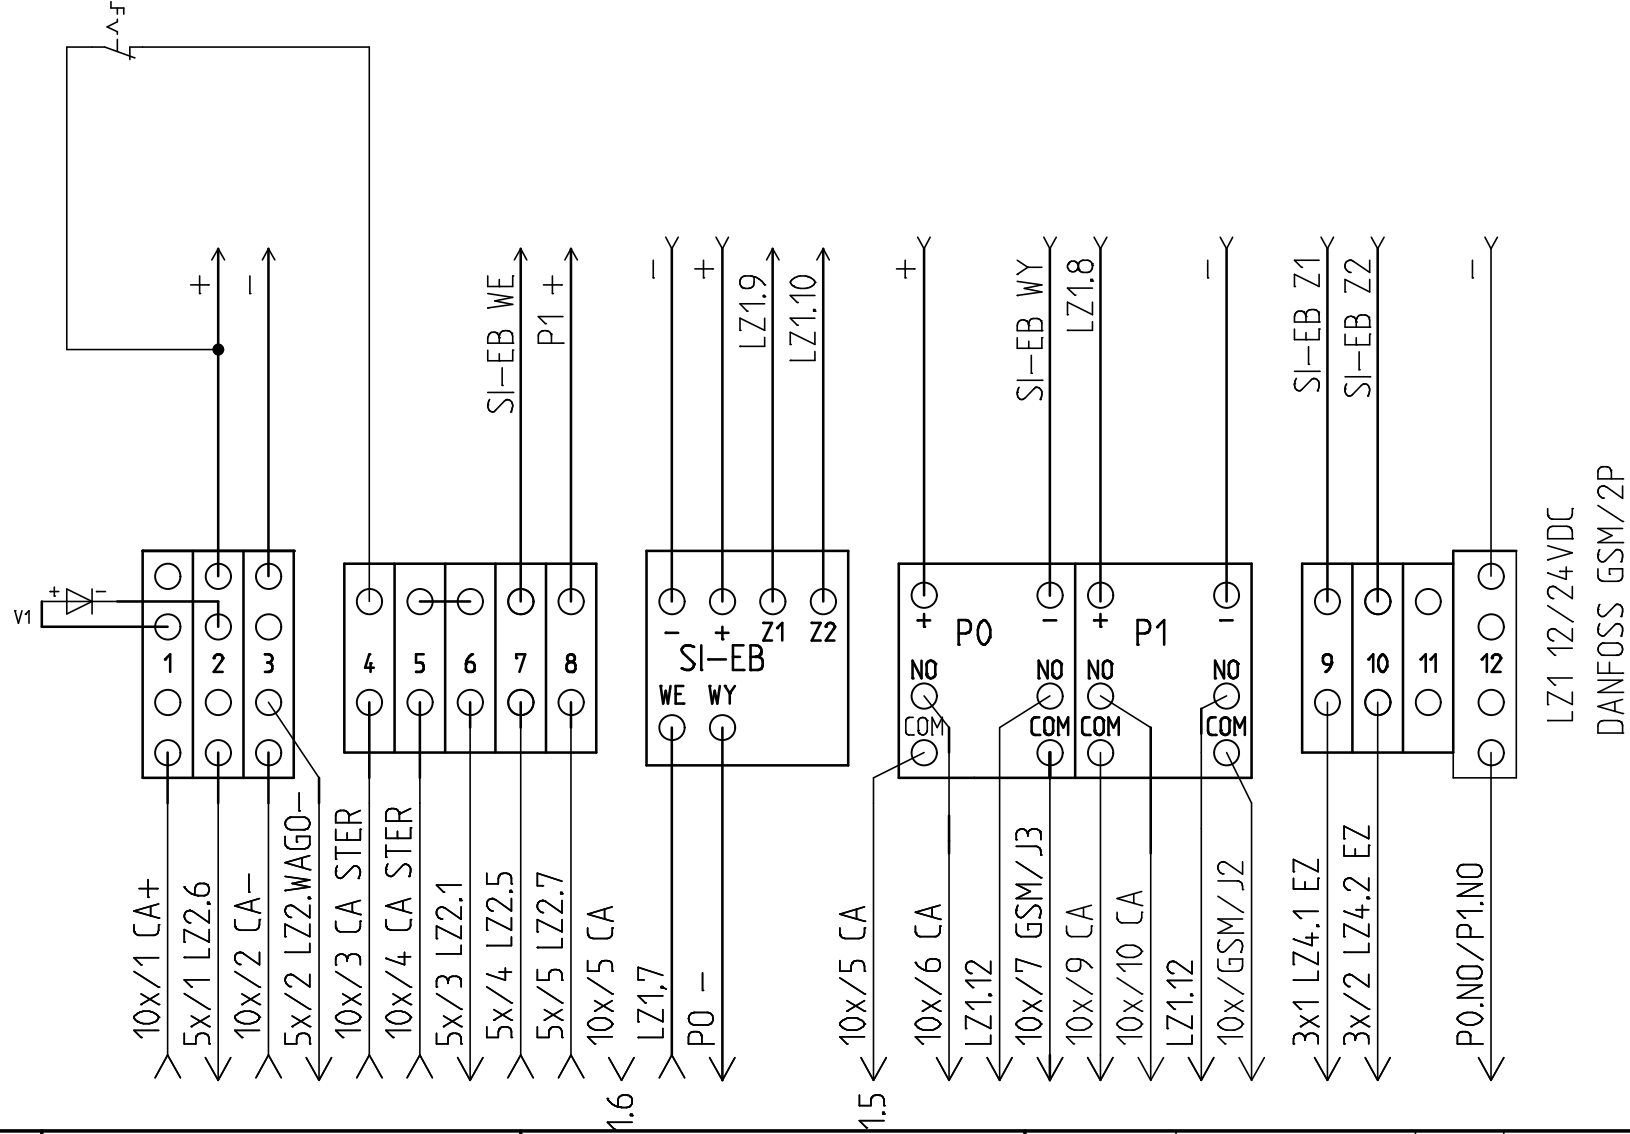 V1
+
-
+
-
SI-EB WE
P1 +
-
+
LZ1.9
LZ1.10
+
SI-EB WY
LZ1.8
-
SI-EB Z1
SI-EB Z2
-
1
2
3
4
5
6
7
8
-
+
Z1
Z2
SI-EB
WE
WY
+
P0
-
+
P1
-
NO
NO
NO
NO
COM
COM
COM
COM
9
10
11
12
10x/1 CA+
5x/1 LZ2.6
10x/2 CA-
5x/2 LZ2.WAGO-
10x/3 CA STER
10x/4 CA STER
5x/3 LZ2.1
5x/4 LZ2.5
5x/5 LZ2.7
10x/5 CA
LZ1,7
P0 -
10x/5 CA
10x/6 CA
LZ1.12
10x/7 GSM/J3
10x/9 CA
10x/10 CA
LZ1.12
10x/GSM/J2
3x1 LZ4.1 EZ
3x/2 LZ4.2 EZ
P0.NO/P1.NO
1.6
1.5
LZ1 12/24VDC
DANFOSS GSM/2P